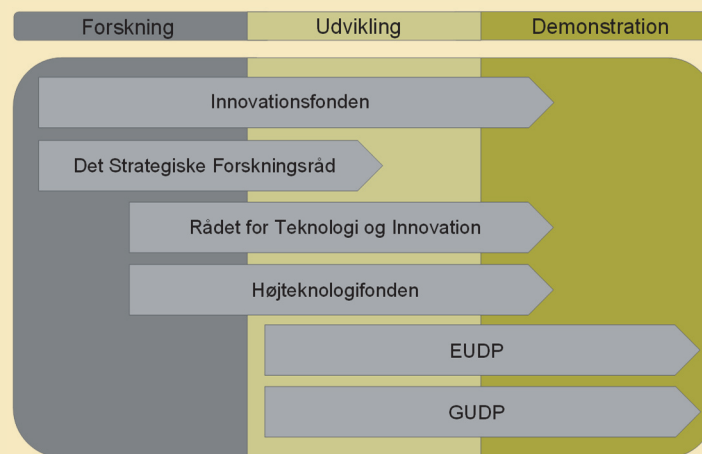 Forskning Udvikling Demonstration
Innovationsfonden
Det Strategiske Forskningsråd
Rådet for Teknologi og Innovation
Højteknologifonden
EUDP
GUDP